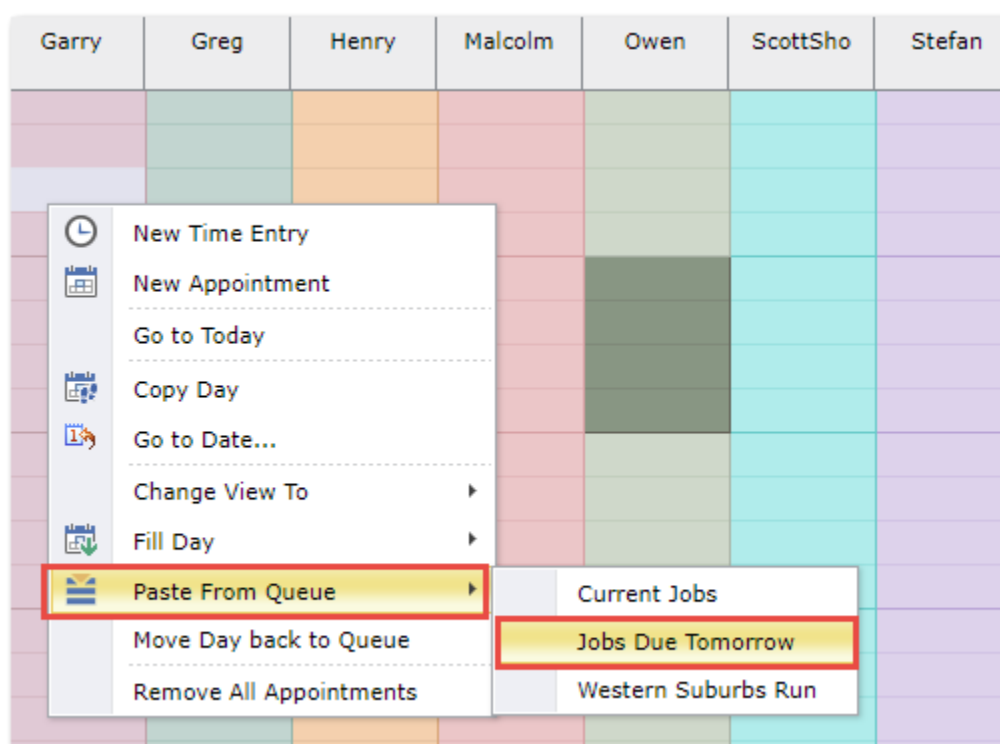 Garry Greg Henry Malcolm Owen ScottSho Stefan
New Time Entry
New Appointment
Go to Today
Copy Day
Go to Date...
Change View To
Fill Day
Paste From Queue
Move Day back to Queue
Remove All Appointments
Current Jobs
Jobs Due Tomorrow
Western Suburbs Run